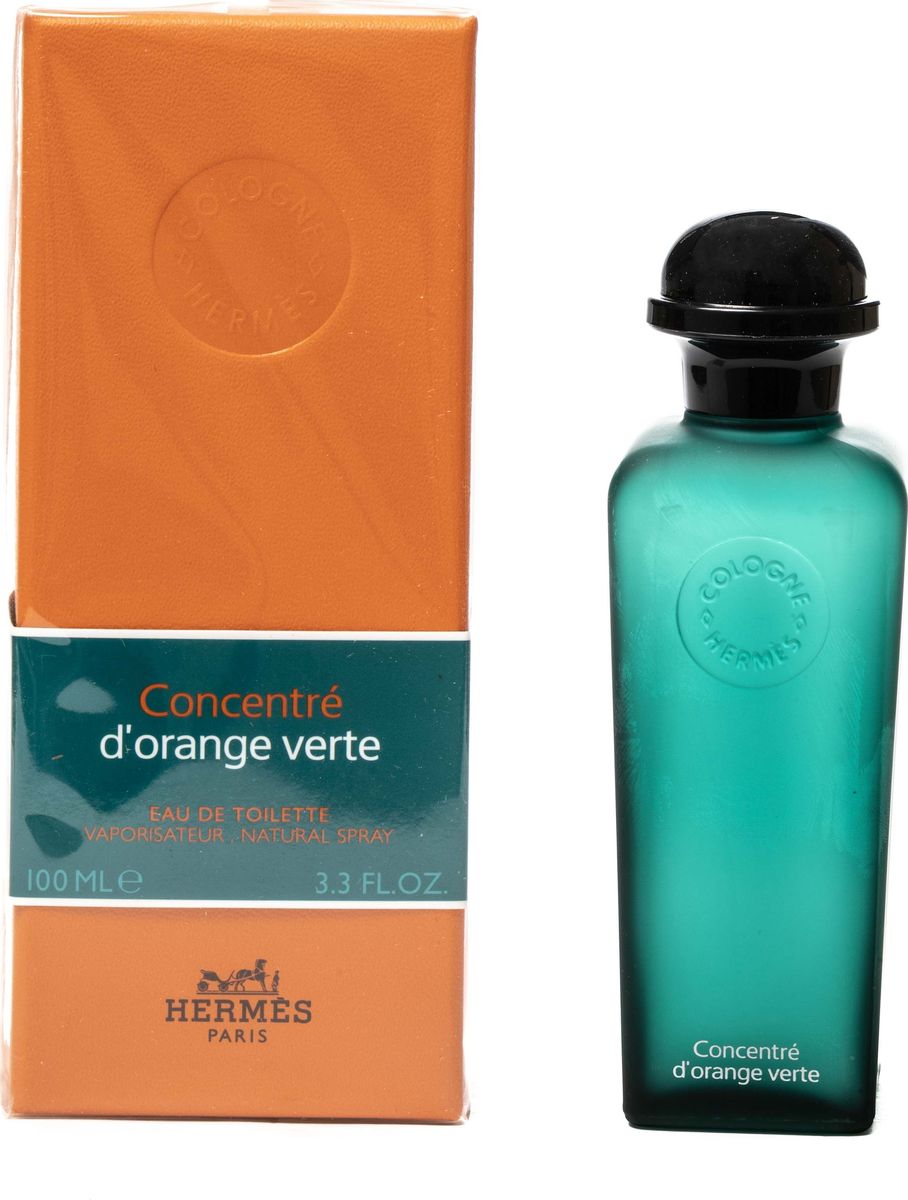 COLOGNE
HERMÈS
Concentré
d'orange verte
EAU DE TOILETTE
VAPORISATEUR . NATURAL SPRAY
100 ML ℮ 3.3 FL.OZ.
HERMÈS
PARIS
COLOGNE
HERMÈS
Concentré
d'orange verte